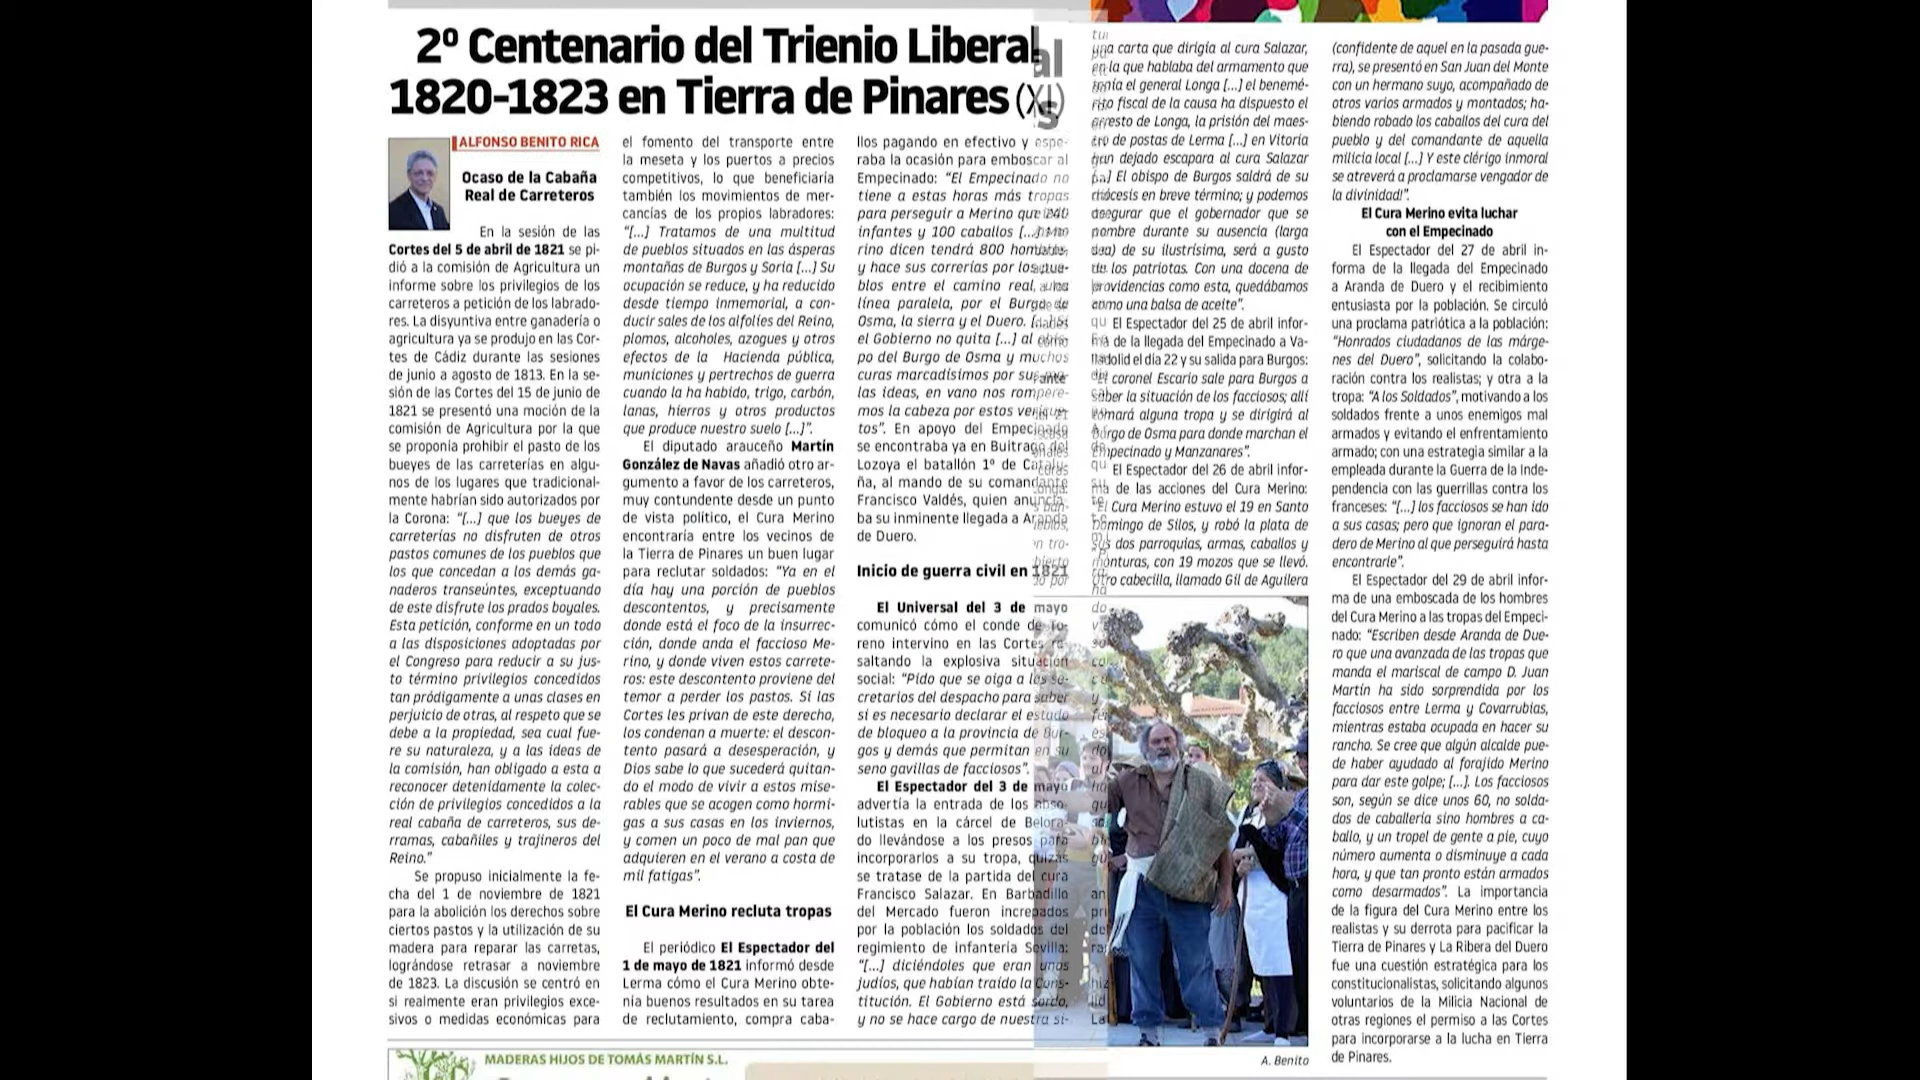 2º Centenario del Trienio Liberal
1820-1823 en Tierra de Pinares
ALFONSO BENITO RICA
Ocaso de la Cabaña
Real de Carreteros
En la sesión de las
Cortes del 5 de abril de 1821 se pi-
dió a la comisión de Agricultura un
informe sobre los privilegios de los
carreteros a petición de los labrado-
res. La disyuntiva entre ganadería o
agricultura ya se produjo en las Cor-
tes de Cádiz durante las sesiones
de junio a agosto de 1813. En la se-
sión de las Cortes del 15 de junio de
1821 se presentó una moción de la
comisión de Agricultura por la que
se proponía prohibir el pasto de los
bueyes de las carreterías en algu-
nos de los lugares que tradicional-
mente habrían sido autorizados por
la Corona: “[...] que los bueyes de
carreterías no disfruten de otros
pastos comunes de los pueblos que
los que concedan a los demás ga-
naderos transeúntes, exceptuando
de este disfrute los prados boyales.
Esta petición, conforme en un todo
a las disposiciones adoptadas por
el Congreso para reducir a su jus-
to término privilegios concedidos
tan pródigamente a unas clases en
perjuicio de otras, al respeto que se
debe a la propiedad, sea cual fue-
re su naturaleza, y a las ideas de
la comisión, han obligado a esta a
reconocer detenidamente la colec-
ción de privilegios concedidos a la
real cabaña de carreteros, sus de-
rramas, cabañiles y trajineros del
Reino.”
Se propuso inicialmente la fe-
cha del 1 de noviembre de 1821
para la abolición los derechos sobre
ciertos pastos y la utilización de su
madera para reparar las carretas,
lográndose retrasar a noviembre
de 1823. La discusión se centró en
si realmente eran privilegios exce-
sivos o medidas económicas para
el fomento del transporte entre
la meseta y los puertos a precios
competitivos, lo que beneficiaría
también los movimientos de mer-
cancías de los propios labradores:
“[...] Tratamos de una multitud
de pueblos situados en las ásperas
montañas de Burgos y Soria [...] Su
ocupación se reduce, y ha reducido
desde tiempo inmemorial, a con-
ducir sales de los alfolíes del Reino,
plomos, alcoholes, azogues y otros
efectos de la Hacienda pública,
municiones y pertrechos de guerra
cuando la ha habido, trigo, carbón,
lanas, hierros y otros productos
que produce nuestro suelo [...]”.
El diputado arauceño Martín
González de Navas añadió otro ar-
gumento a favor de los carreteros,
muy contundente desde un punto
de vista político, el Cura Merino
encontraría entre los vecinos de
la Tierra de Pinares un buen lugar
para reclutar soldados: “Ya en el
día hay una porción de pueblos
descontentos, y precisamente
donde está el foco de la insurrec-
ción, donde anda el faccioso Me-
rino, y donde viven estos carrete-
ros: este descontento proviene del
temor a perder los pastos. Si las
Cortes les privan de este derecho,
los condenan a muerte: el descon-
tento pasará a desesperación, y
Dios sabe lo que sucederá quitan-
do el modo de vivir a estos mise-
rables que se acogen como hormi-
gas a sus casas en los inviernos,
y comen un poco de mal pan que
adquieren en el verano a costa de
mil fatigas”.
El Cura Merino recluta tropas
El periódico El Espectador del
1 de mayo de 1821 informó desde
Lerma cómo el Cura Merino obte-
nía buenos resultados en su tarea
de reclutamiento, compra caba-
llos pagando en efectivo y espe-
raba la ocasión para emboscar al
Empecinado: “El Empecinado no
tiene a estas horas más tropas
para perseguir a Merino que 240
infantes y 100 caballos [...] Me-
rino dicen tendrá 800 hombres,
y hace sus correrías por los pue-
blos entre el camino real, una
línea paralela, por el Burgo de
Osma, la sierra y el Duero. [...] Si
el Gobierno no quita [...] al obis-
po del Burgo de Osma y muchos
curas marcadísimos por sus ma-
las ideas, en vano nos rompere-
mos la cabeza por estos vericue-
tos”. En apoyo del Empecinado
se encontraba ya en Buitrago del
Lozoya el batallón 1º de Catalu-
ña, al mando de su comandante
Francisco Valdés, quien anuncia-
ba su inminente llegada a Aranda
de Duero.
Inicio de guerra civil en 1821
El Universal del 3 de mayo
comunicó cómo el conde de To-
reno intervino en las Cortes re-
saltando la explosiva situación
social: “Pido que se oiga a los se-
cretarios del despacho para saber
si es necesario declarar el estado
de bloqueo a la provincia de Bur-
gos y demás que permitan en su
seno gavillas de facciosos”.
El Espectador del 3 de mayo
advertía la entrada de los abso-
lutistas en la cárcel de Belora-
do llevándose a los presos para
incorporarlos a su tropa, quizás
se tratase de la partida del cura
Francisco Salazar. En Barbadillo
del Mercado fueron increpados
por la población los soldados del
regimiento de infantería Sevilla:
“[...] diciéndoles que eran unos
judíos, que habían traído la Cons-
titución. El Gobierno está sordo,
y no se hace cargo de nuestra si-
una carta que dirigía al cura Salazar,
en la que hablaba del armamento que
tenía el general Longa [...] el benemé-
rito fiscal de la causa ha dispuesto el
arresto de Longa, la prisión del maes-
tro de postas de Lerma [...] en Vitoria
han dejado escapara al cura Salazar
[...] El obispo de Burgos saldrá de su
diócesis en breve término; y podemos
asegurar que el gobernador que se
nombre durante su ausencia (larga
sea) de su ilustrísima, será a gusto
de los patriotas. Con una docena de
providencias como esta, quedábamos
como una balsa de aceite”.
El Espectador del 25 de abril infor-
ma de la llegada del Empecinado a Va-
lladolid el día 22 y su salida para Burgos:
“El coronel Escario sale para Burgos a
saber la situación de los facciosos; allí
tomará alguna tropa y se dirigirá al
Burgo de Osma para donde marchan el
Empecinado y Manzanares”.
El Espectador del 26 de abril infor-
ma de las acciones del Cura Merino:
“El Cura Merino estuvo el 19 en Santo
Domingo de Silos, y robó la plata de
sus dos parroquias, armas, caballos y
monturas, con 19 mozos que se llevó.
Otro cabecilla, llamado Gil de Aguilera
A. Benito
(confidente de aquel en la pasada gue-
rra), se presentó en San Juan del Monte
con un hermano suyo, acompañado de
otros varios armados y montados; ha-
biendo robado los caballos del cura del
pueblo y del comandante de aquella
milicia local [...] Y este clérigo inmoral
se atreverá a proclamarse vengador de
la divinidad!”.
El Cura Merino evita luchar
con el Empecinado
El Espectador del 27 de abril in-
forma de la llegada del Empecinado
a Aranda de Duero y el recibimiento
entusiasta por la población. Se circuló
una proclama patriótica a la población:
“Honrados ciudadanos de las márge-
nes del Duero”, solicitando la colabo-
ración contra los realistas; y otra a la
tropa: “A los Soldados”, motivando a los
soldados frente a unos enemigos mal
armados y evitando el enfrentamiento
armado; con una estrategia similar a la
empleada durante la Guerra de la Inde-
pendencia con las guerrillas contra los
franceses: “[...] los facciosos se han ido
a sus casas; pero que ignoran el para-
dero de Merino al que perseguirá hasta
encontrarle”.
El Espectador del 29 de abril infor-
ma de una emboscada de los hombres
del Cura Merino a las tropas del Empeci-
nado: “Escriben desde Aranda de Due-
ro que una avanzada de las tropas que
manda el mariscal de campo D. Juan
Martín ha sido sorprendida por los
facciosos entre Lerma y Covarrubias,
mientras estaba ocupada en hacer su
rancho. Se cree que algún alcalde pue-
de haber ayudado al forajido Merino
para dar este golpe; [...]. Los facciosos
son, según se dice unos 60, no solda-
dos de caballería sino hombres a ca-
ballo, y un tropel de gente a pie, cuyo
número aumenta o disminuye a cada
hora, y que tan pronto están armados
como desarmados”. La importancia
de la figura del Cura Merino entre los
realistas y su derrota para pacificar la
Tierra de Pinares y La Ribera del Duero
fue una cuestión estratégica para los
constitucionalistas, solicitando algunos
voluntarios de la Milicia Nacional de
otras regiones el permiso a las Cortes
para incorporarse a la lucha en Tierra
de Pinares.
MADERAS HIJOS DE TOMÁS MARTÍN S.L.